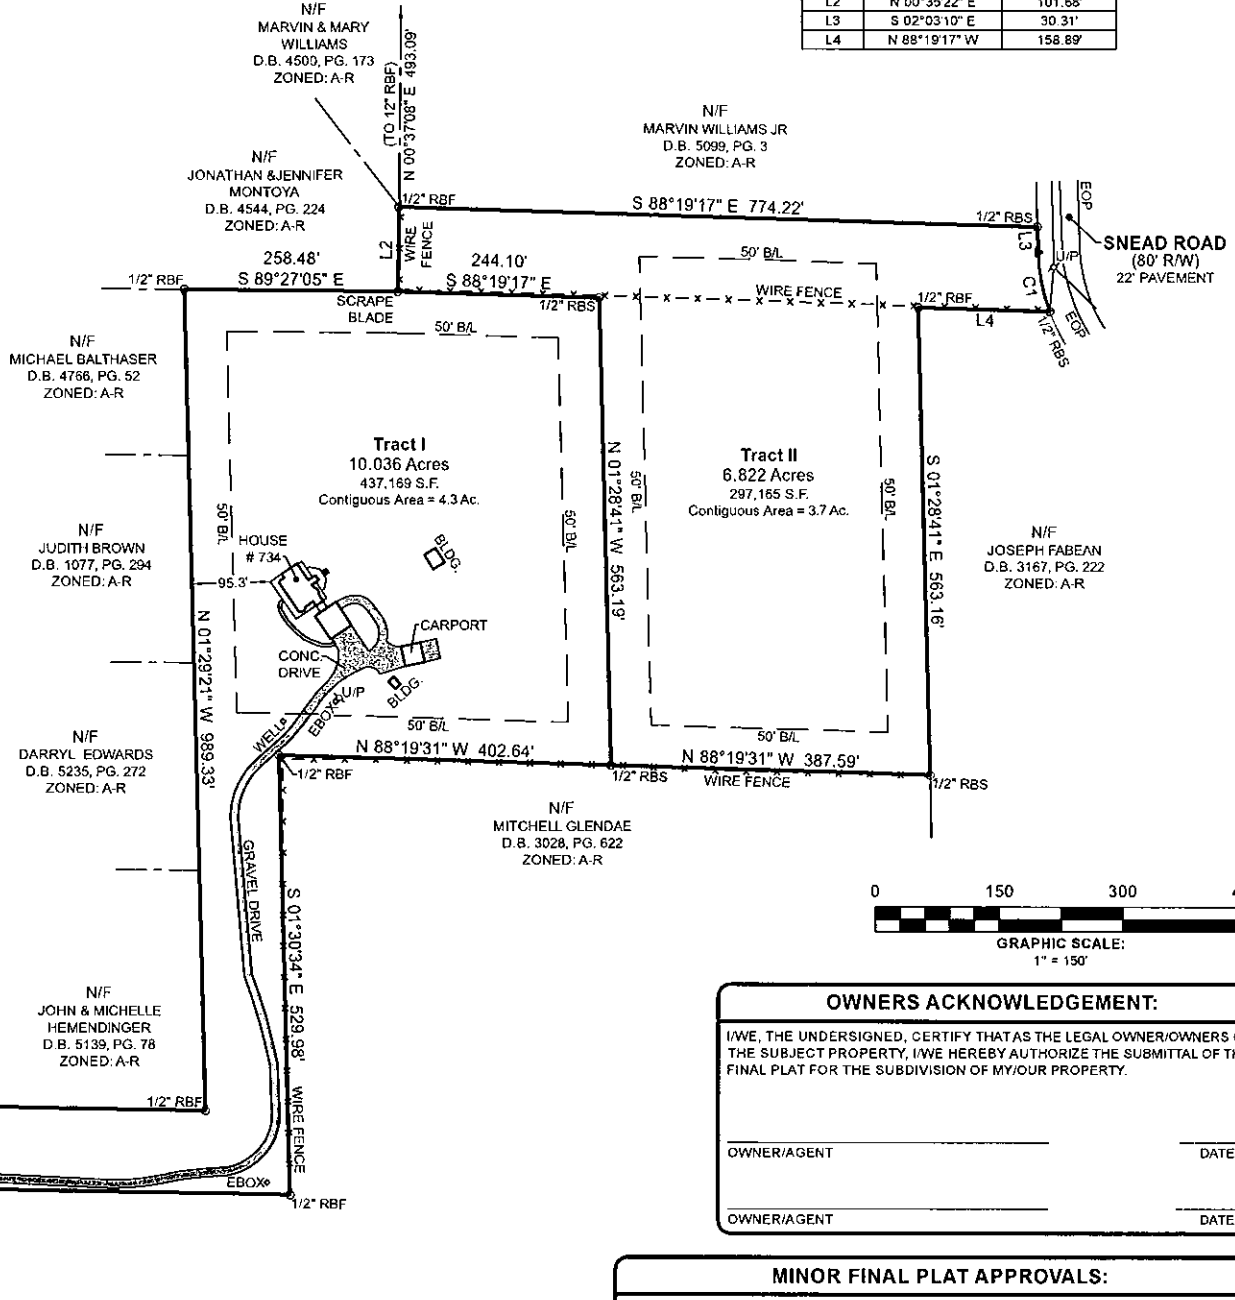 N/F
MARVIN & MARY
WILLIAMS
D.B. 4500, PG. 173
ZONED: A-R
(TO 12" RBF)
N 00°37'08" E 493.09'
L2 N 00°35'22" E 101.68'
L3 S 02°03'10" E 30.31'
L4 N 88°19'17" W 158.89'
N/F
MARVIN WILLIAMS JR
D.B. 5099, PG. 3
ZONED: A-R
N/F
JONATHAN &JENNIFER
MONTOYA
D.B. 4544, PG. 224
ZONED: A-R
1/2" RBF
S 88°19'17" E 774.22'
1/2" RBS
L3
EOP
SNEAD ROAD
(80' R/W)
22' PAVEMENT
U/P
C1
EOP
1/2" RBS
L2
WIRE
FENCE
258.48'
S 89°27'05" E
1/2" RBF
244.10'
S 88°19'17" E
SCRAPE
BLADE
1/2" RBS
50' B/L
WIRE FENCE
1/2" RBF
L4
50' B/L
N/F
MICHAEL BALTHASER
D.B. 4766, PG. 52
ZONED: A-R
Tract I
10.036 Acres
437,169 S.F.
Contiguous Area = 4.3 Ac.
Tract II
6.822 Acres
297,165 S.F.
Contiguous Area = 3.7 Ac.
N 01°28'41" W 563.19'
S 01°28'41" E 563.16'
50' B/L
50' B/L
50' B/L
50' B/L
N/F
JUDITH BROWN
D.B. 1077, PG. 294
ZONED: A-R
HOUSE
# 734
95.3'
BLDG.
N/F
JOSEPH FABEAN
D.B. 3167, PG. 222
ZONED: A-R
CARPORT
CONC.
DRIVE
U/P
EBOX
BLDG.
WELL
N 01°29'21" W 989.33'
50' B/L
50' B/L
N/F
DARRYL EDWARDS
D.B. 5235, PG. 272
ZONED: A-R
N 88°19'31" W 402.64'
1/2" RBF
N 88°19'31" W 387.59'
1/2" RBS
WIRE FENCE
1/2" RBS
N/F
MITCHELL GLENDAE
D.B. 3028, PG. 622
ZONED: A-R
GRAVEL DRIVE
S 01°30'34" E 529.98'
WIRE FENCE
0 150 300
GRAPHIC SCALE:
1" = 150'
N/F
JOHN & MICHELLE
HEMENDINGER
D.B. 5139, PG. 78
ZONED: A-R
1/2" RBF
EBOX
1/2" RBF
OWNERS ACKNOWLEDGEMENT:
I/WE, THE UNDERSIGNED, CERTIFY THAT AS THE LEGAL OWNER/OWNERS
THE SUBJECT PROPERTY, I/WE HEREBY AUTHORIZE THE SUBMITTAL OF
FINAL PLAT FOR THE SUBDIVISION OF MY/OUR PROPERTY.
OWNER/AGENT DATE
OWNER/AGENT DATE
MINOR FINAL PLAT APPROVALS: